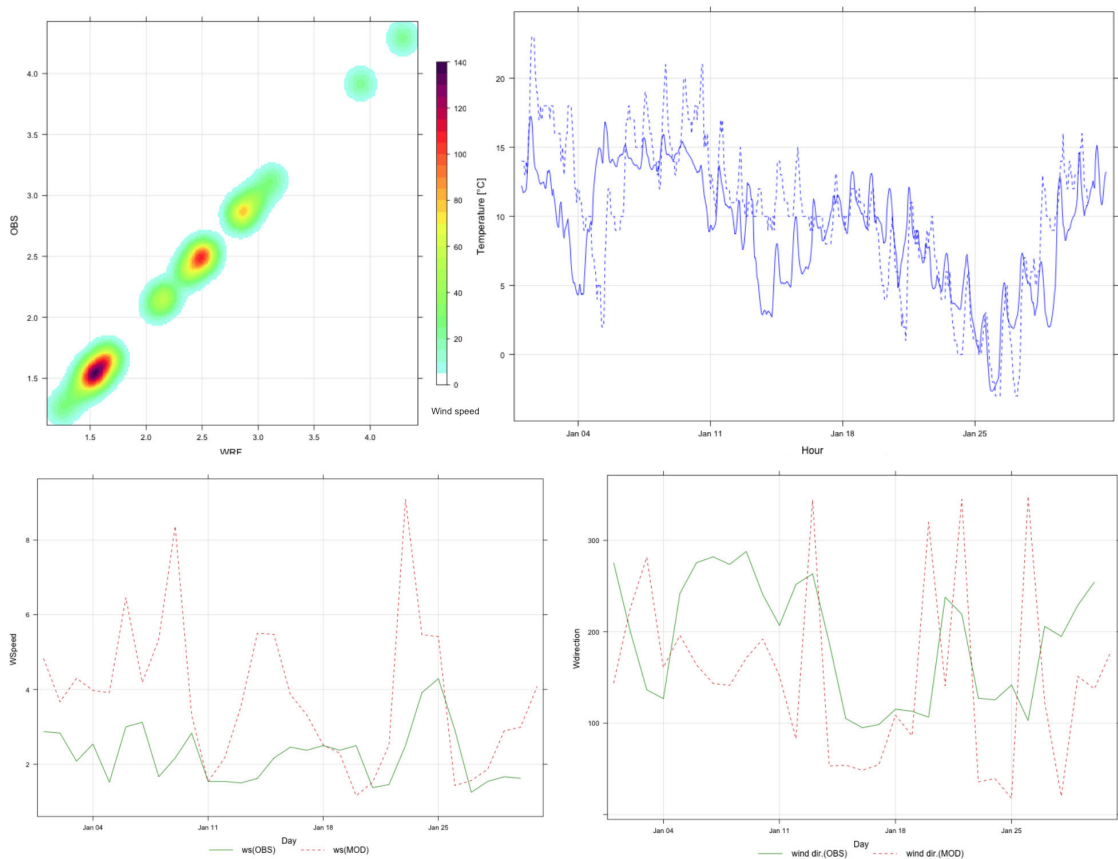 OBS
4.0
3.5
3.0
2.5
2.0
1.5
1.5
2.0
2.5
3.0
3.5
4.0
WRF
140
120
100
80
60
40
20
0
Wind speed
Temperature [°C]
20
15
10
5
0
Jan 04
Jan 11
Jan 18
Jan 25
Hour
WSpeed
8
6
4
2
Jan 04
Jan 11
Jan 18
Jan 25
Day
ws(OBS)
ws(MOD)
Wdirection
300
200
100
Jan 04
Jan 11
Jan 18
Jan 25
Day
wind dir.(OBS)
wind dir.(MOD)